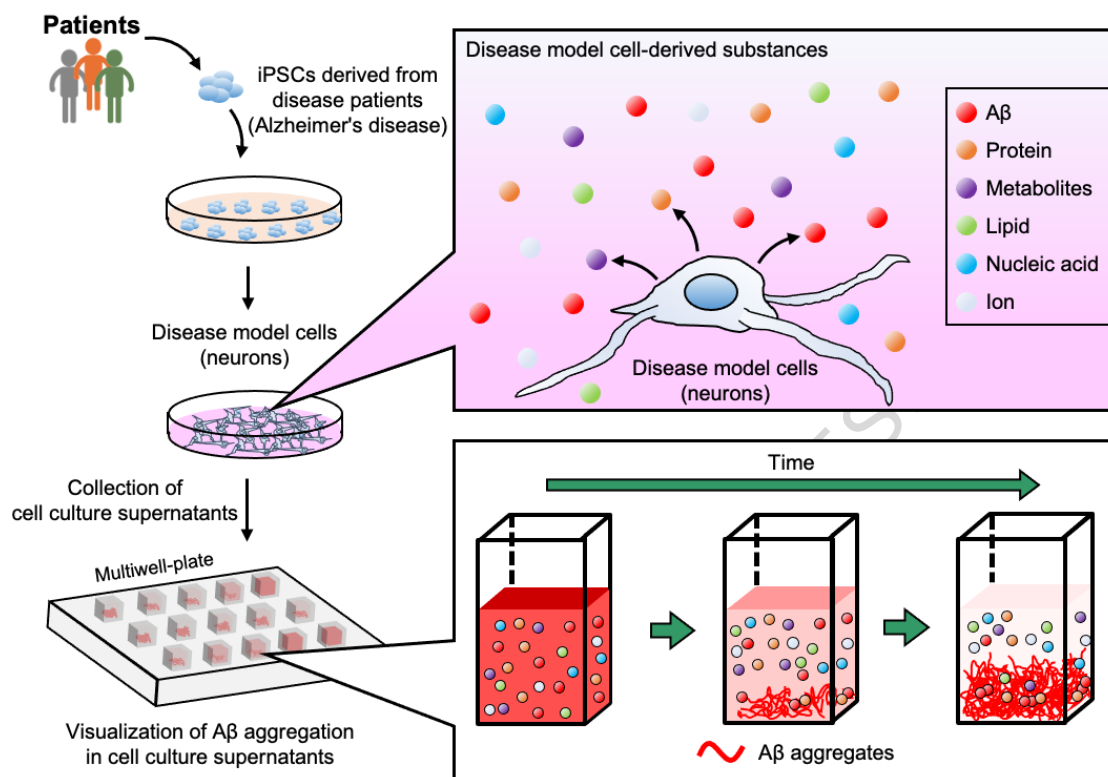 Patients
iPSCs derived from
disease patients
(Alzheimer's disease)
Disease model cells
(neurons)
Collection of
cell culture supernatants
Multiwell-plate
Visualization of Aβ aggregation
in cell culture supernatants
Disease model cell-derived substances
Aβ
Protein
Metabolites
Lipid
Nucleic acid
Ion
Disease model cells
(neurons)
Time
Aβ aggregates